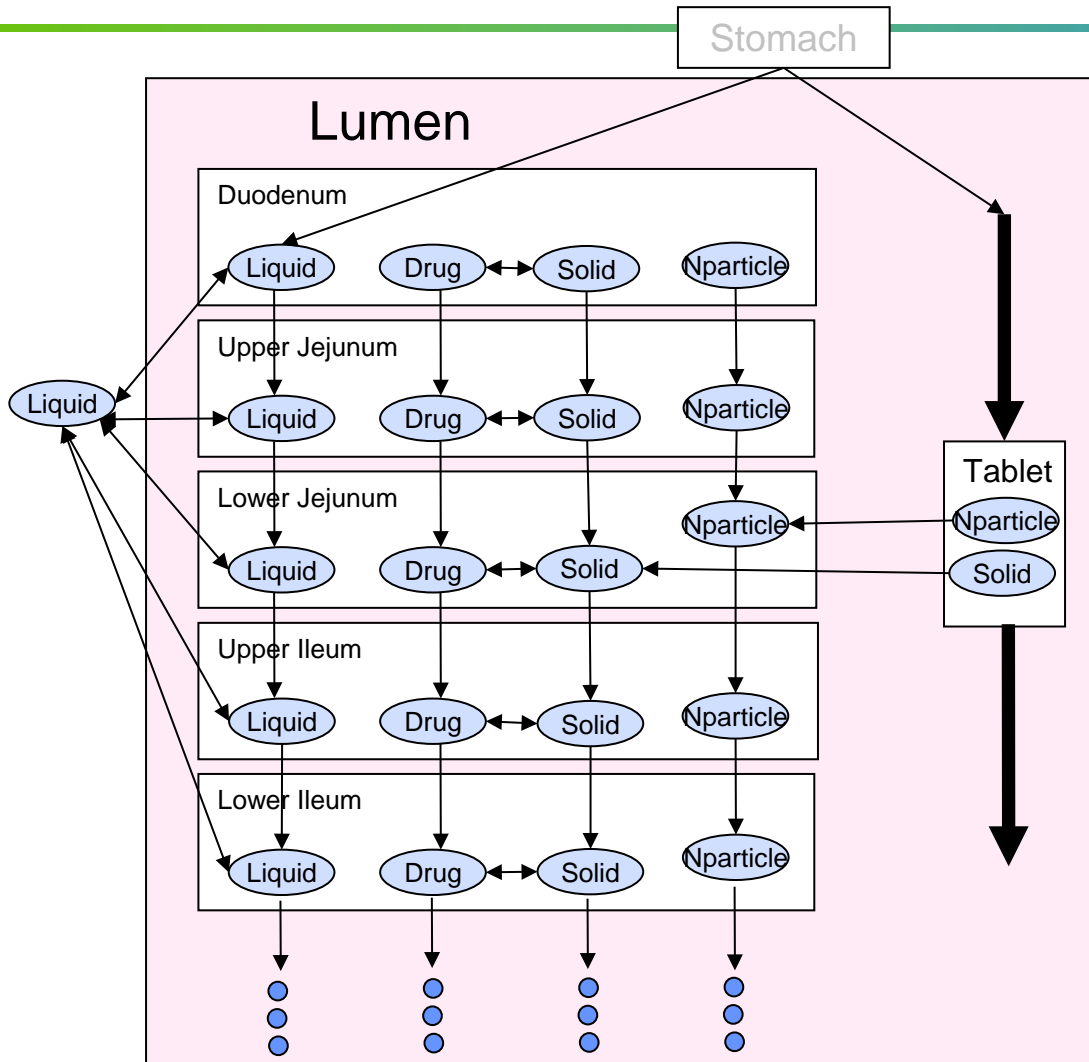 Stomach
Lumen
Duodenum
Liquid
Drug
Solid
Nparticle
Upper Jejunum
Liquid
Liquid
Drug
Solid
Nparticle
Lower Jejunum
Liquid
Drug
Solid
Nparticle
Tablet
Nparticle
Solid
Upper Ileum
Liquid
Drug
Solid
Nparticle
Lower Ileum
Liquid
Drug
Solid
Nparticle